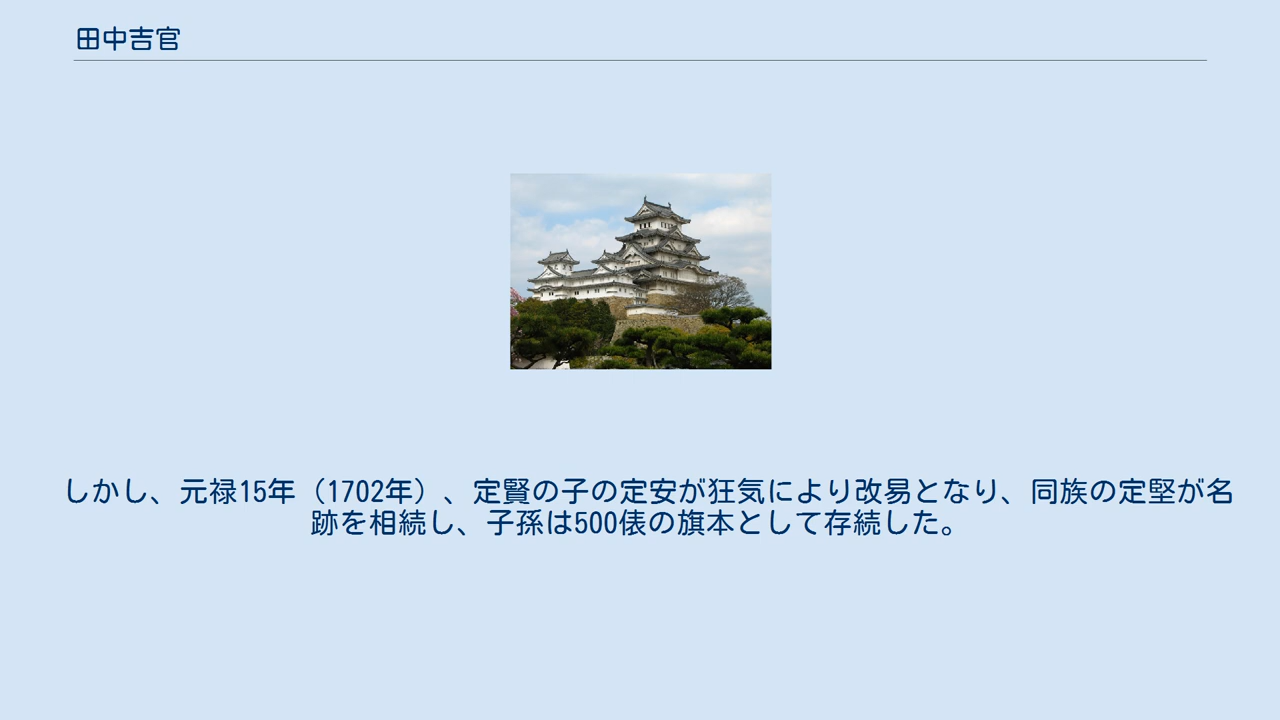 田中吉官
しかし、元禄15年（1702年）、定賢の子の定安が狂気により改易となり、同族の定堅が名
跡を相続し、子孫は500俵の旗本として存続した。